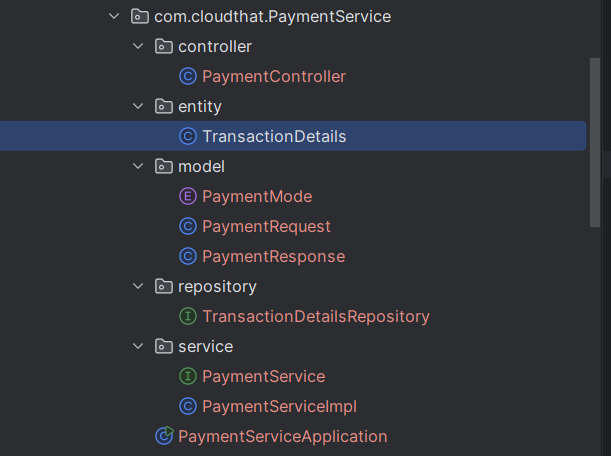 com.cloudthat.PaymentService
controller
C PaymentController
entity
C TransactionDetails
model
E PaymentMode
C PaymentRequest
C PaymentResponse
repository
I TransactionDetailsRepository
service
I PaymentService
C PaymentServiceImpl
C PaymentServiceApplication